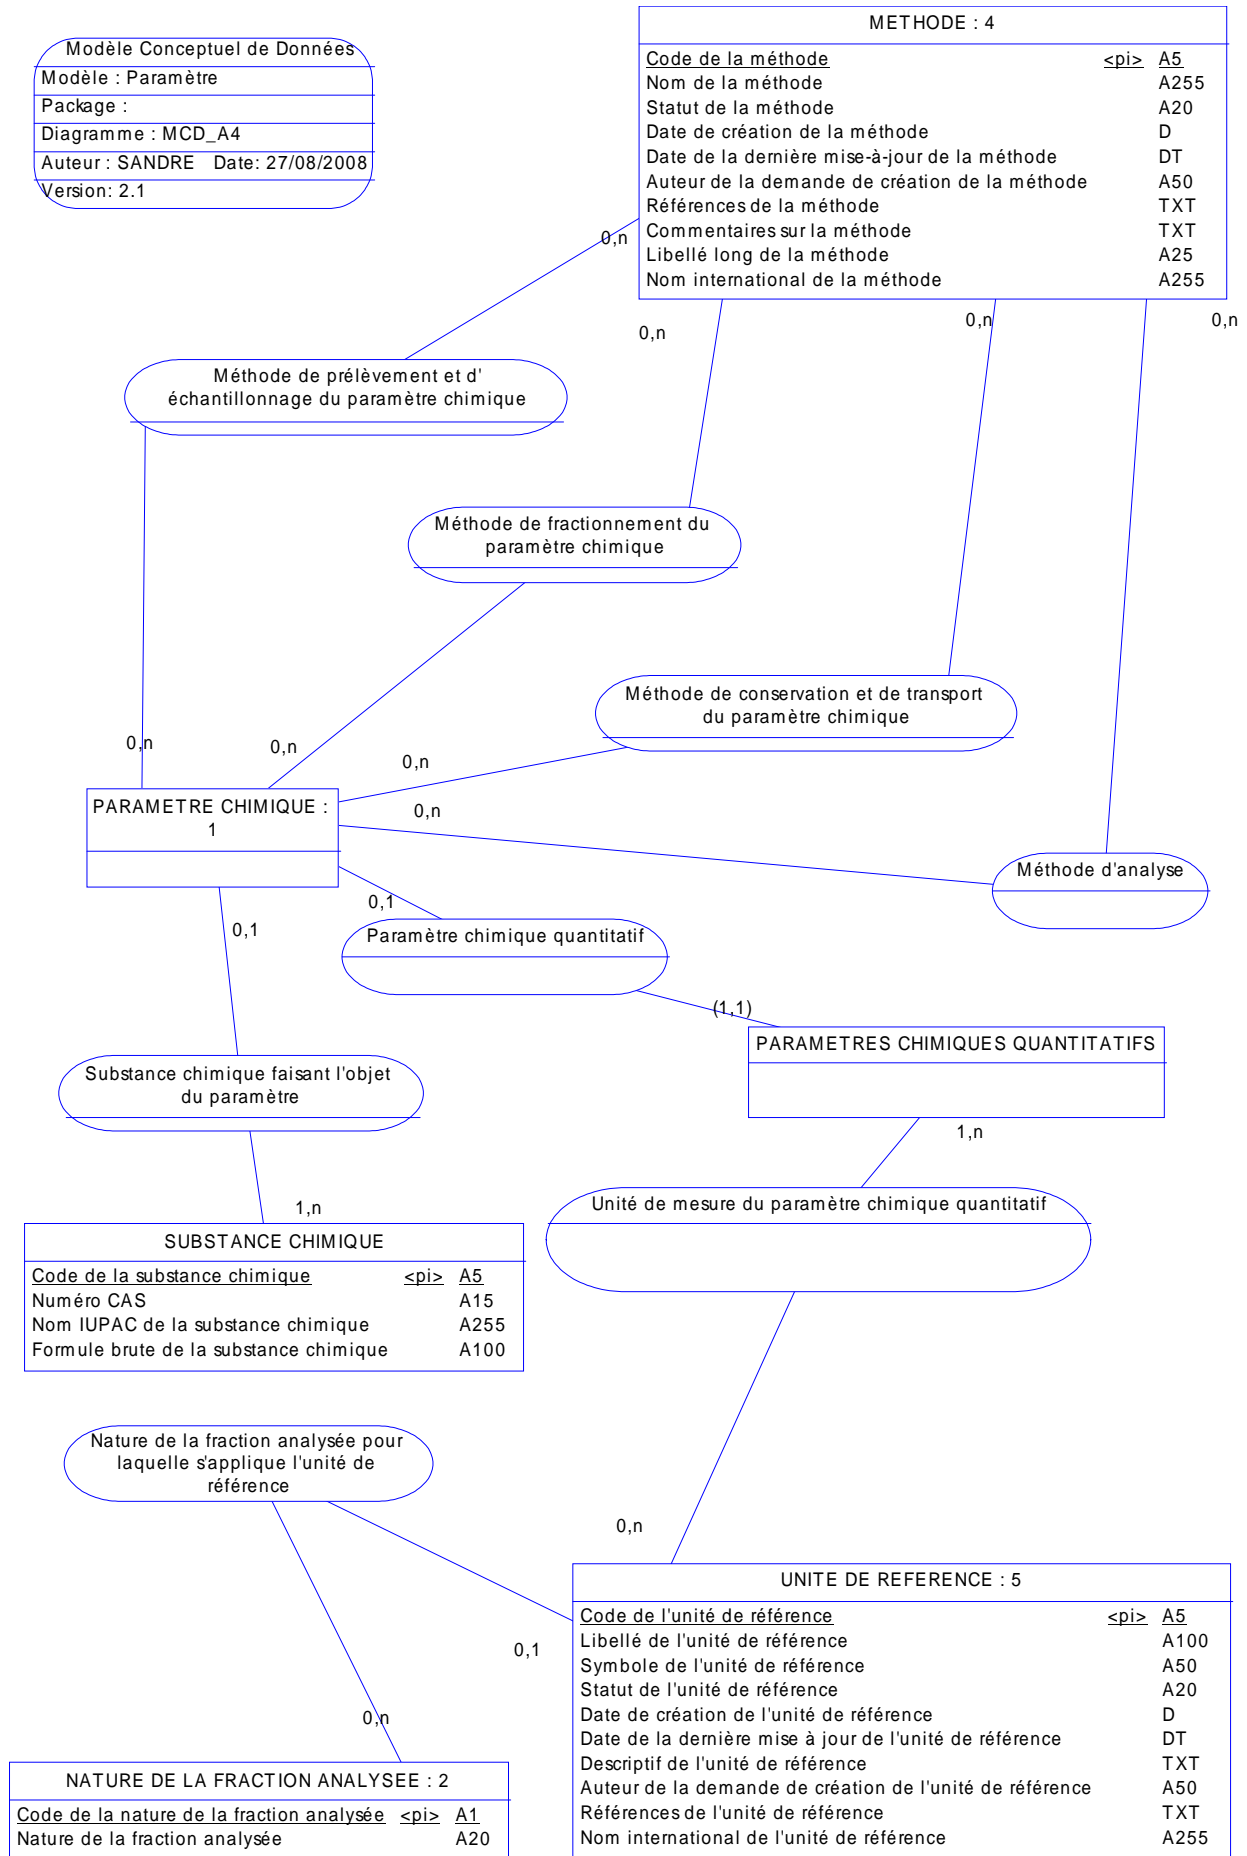 Modèle Conceptuel de Données
Modèle : Paramètre
Package :
Diagramme : MCD_A4
Auteur : SANDRE Date: 27/08/2008
Version: 2.1
METHODE : 4
Code de la méthode <pi> A5
Nom de la méthode A255
Statut de la méthode A20
Date de création de la méthode D
Date de la dernière mise-à-jour de la méthode DT
Auteur de la demande de création de la méthode A50
Références de la méthode TXT
Commentaires sur la méthode TXT
Libellé long de la méthode A25
Nom international de la méthode A255
0,n
0,n
0,n
0,n
Méthode de prélèvement et d'
échantillonnage du paramètre chimique
Méthode de fractionnement du
paramètre chimique
Méthode de conservation et de transport
du paramètre chimique
0,n
0,n
0,n
0,n
PARAMETRE CHIMIQUE :
1
Méthode d'analyse
0,1
0,1
Paramètre chimique quantitatif
(1,1)
PARAMETRES CHIMIQUES QUANTITATIFS
Substance chimique faisant l'objet
du paramètre
1,n
1,n
Unité de mesure du paramètre chimique quantitatif
SUBSTANCE CHIMIQUE
Code de la substance chimique <pi> A5
Numéro CAS A15
Nom IUPAC de la substance chimique A255
Formule brute de la substance chimique A100
Nature de la fraction analysée pour
laquelle s'applique l'unité de
référence
0,n
0,1
0,n
UNITE DE REFERENCE : 5
Code de l'unité de référence <pi> A5
Libellé de l'unité de référence A100
Symbole de l'unité de référence A50
Statut de l'unité de référence A20
Date de création de l'unité de référence D
Date de la dernière mise à jour de l'unité de référence DT
Descriptif de l'unité de référence TXT
Auteur de la demande de création de l'unité de référence A50
Références de l'unité de référence TXT
Nom international de l'unité de référence A255
NATURE DE LA FRACTION ANALYSEE : 2
Code de la nature de la fraction analysée <pi> A1
Nature de la fraction analysée A20